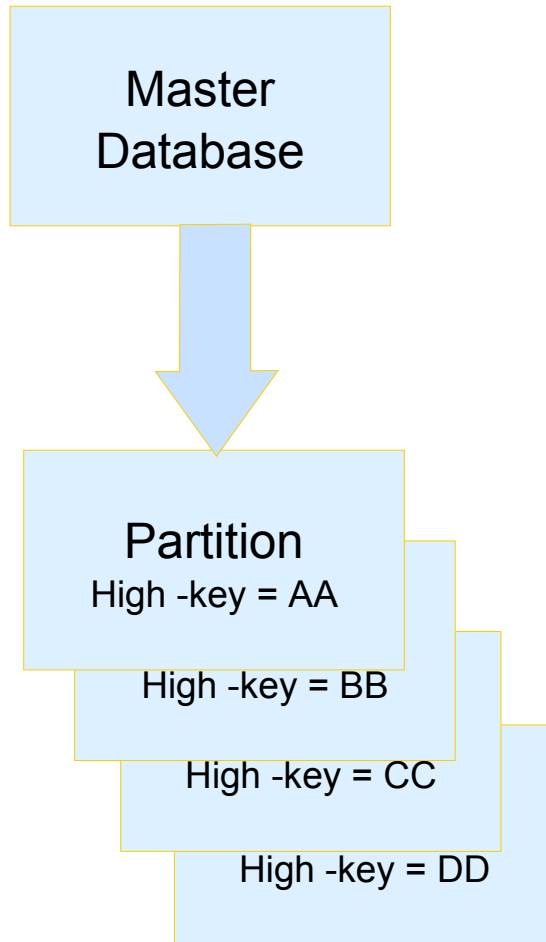 Master
Database
Partition
High -key = AA
High -key = BB
High -key = CC
High -key = DD